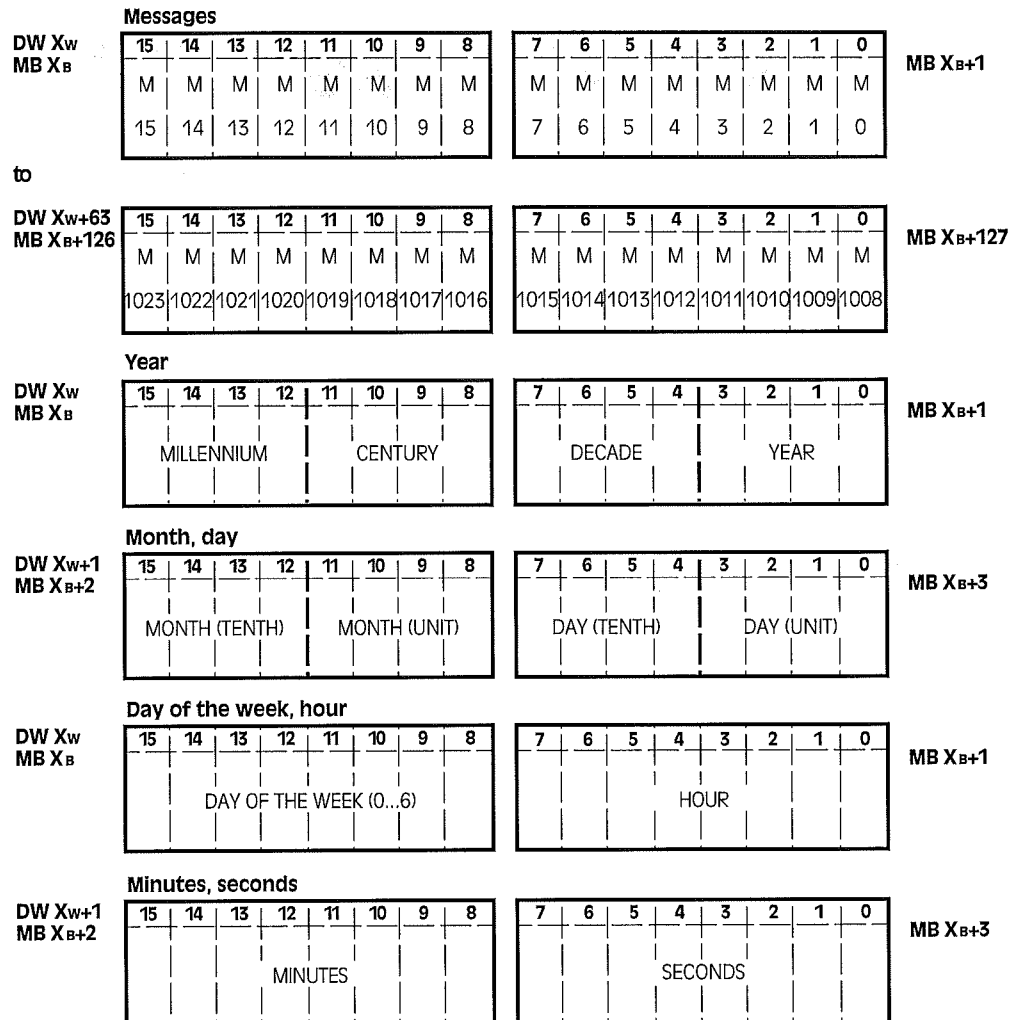 Messages
DW XW 15 14 13 12 11 10 9 8 7 6 5 4 3 2 1 0
MB XB M M M M M M M M M M M M M M M M MB XB+1
15 14 13 12 11 10 9 8 7 6 5 4 3 2 1 0
to
DW XW+63 15 14 13 12 11 10 9 8 7 6 5 4 3 2 1 0
MB XB+126 M M M M M M M M M M M M M M M M MB XB+127
1023 1022 1021 1020 1019 1018 1017 1016 1015 1014 1013 1012 1011 1010 1009 1008
Year
DW XW 15 14 13 12 11 10 9 8 7 6 5 4 3 2 1 0
MB XB MB XB+1
MILLENNIUM CENTURY DECADE YEAR
Month, day
DW XW+1 15 14 13 12 11 10 9 8 7 6 5 4 3 2 1 0
MB XB+2 MB XB+3
MONTH (TENTH) MONTH (UNIT) DAY (TENTH) DAY (UNIT)
Day of the week, hour
DW XW 15 14 13 12 11 10 9 8 7 6 5 4 3 2 1 0
MB XB MB XB+1
DAY OF THE WEEK (0...6) HOUR
Minutes, seconds
DW XW+1 15 14 13 12 11 10 9 8 7 6 5 4 3 2 1 0
MB XB+2 MB XB+3
MINUTES SECONDS